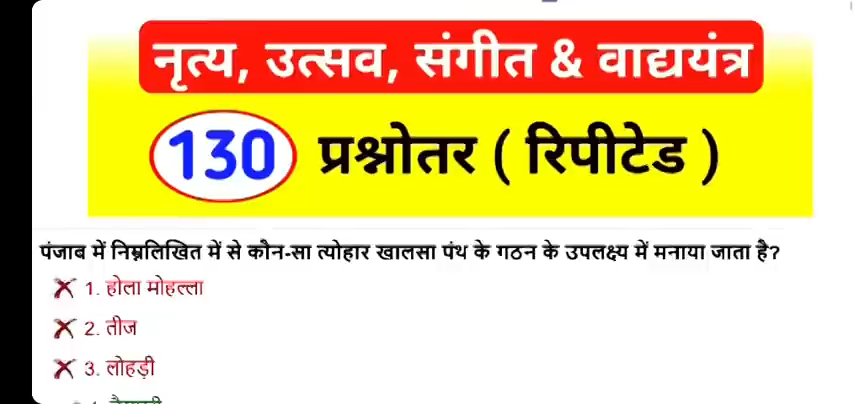 नृत्य, उत्सव, संगीत & वाद्ययंत्र
130 प्रश्नोतर ( रिपीटेड )
पंजाब में निम्नलिखित में से कौन-सा त्योहार खालसा पंथ के गठन के उपलक्ष्य में मनाया जाता है?
1. होला मोहल्ला
2. तीज
3. लोहड़ी